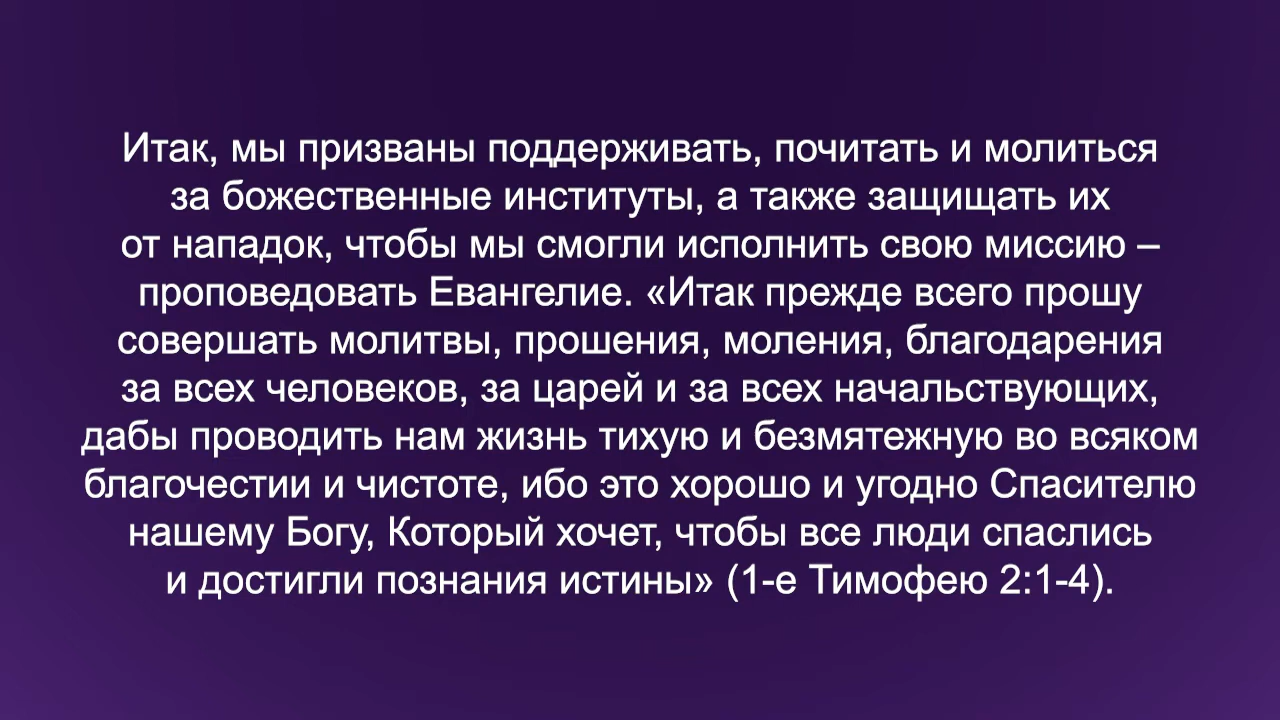 Итак, мы призваны поддерживать, почитать и молиться
за божественные институты, а также защищать их
от нападок, чтобы мы смогли исполнить свою миссию –
проповедовать Евангелие. «Итак прежде всего прошу
совершать молитвы, прошения, моления, благодарения
за всех человеков, за царей и за всех начальствующих,
дабы проводить нам жизнь тихую и безмятежную во всяком
благочестии и чистоте, ибо это хорошо и угодно Спасителю
нашему Богу, Который хочет, чтобы все люди спаслись
и достигли познания истины» (1-е Тимофею 2:1-4).